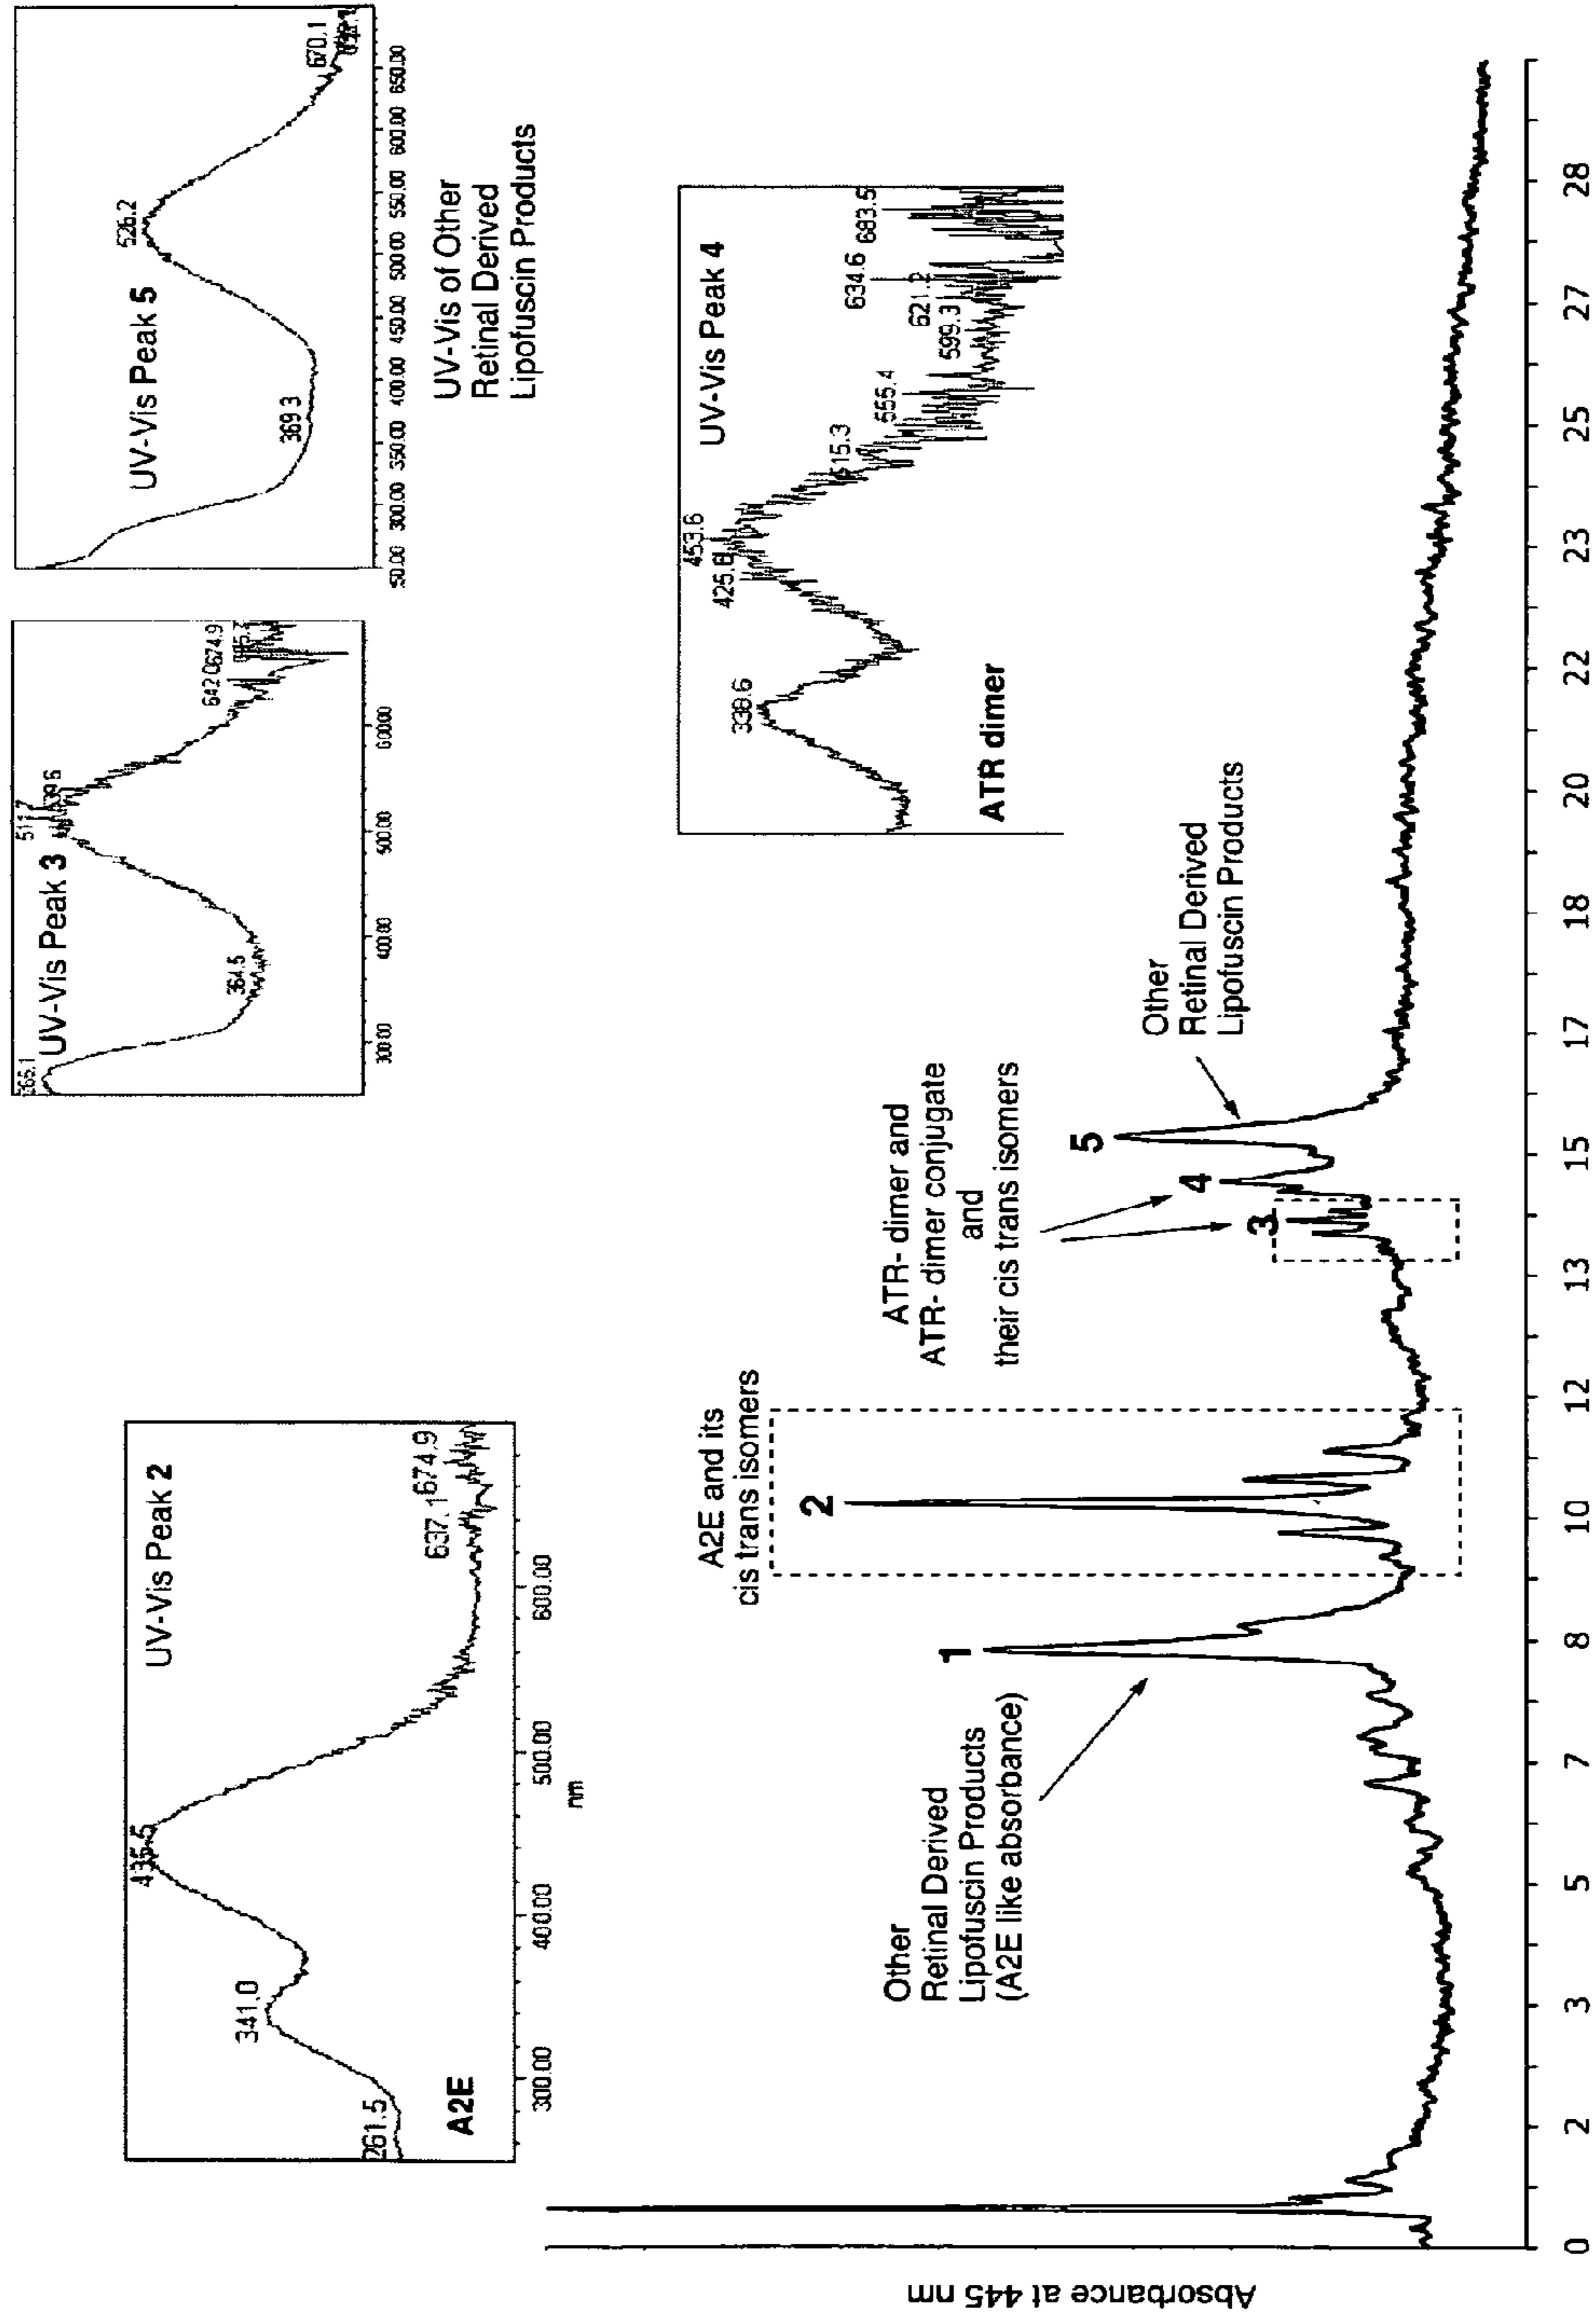 UV-Vis Peak 2
435.5
341.0
261.5
637.1
674.9
A2E
300.00
400.00
500.00
600.00
nm
UV-Vis Peak 3
364.5
642.0
674.9
300.00
400.00
500.00
600.00
UV-Vis Peak 5
526.2
369.3
670.1
300.00
350.00
400.00
450.00
500.00
550.00
600.00
650.00
UV-Vis of Other
Retinal Derived
Lipofuscin Products
UV-Vis Peak 4
338.6
453.6
515.3
555.4
599.3
621.2
634.6
683.5
ATR dimer
Other
Retinal Derived
Lipofuscin Products
(A2E like absorbance)
1
A2E and its
cis trans isomers
2
ATR- dimer and
ATR- dimer conjugate
and
their cis trans isomers
3
4
5
Other
Retinal Derived
Lipofuscin Products
Absorbance at 445 nm
0
2
3
5
7
8
10
12
13
15
17
18
20
22
23
25
27
28